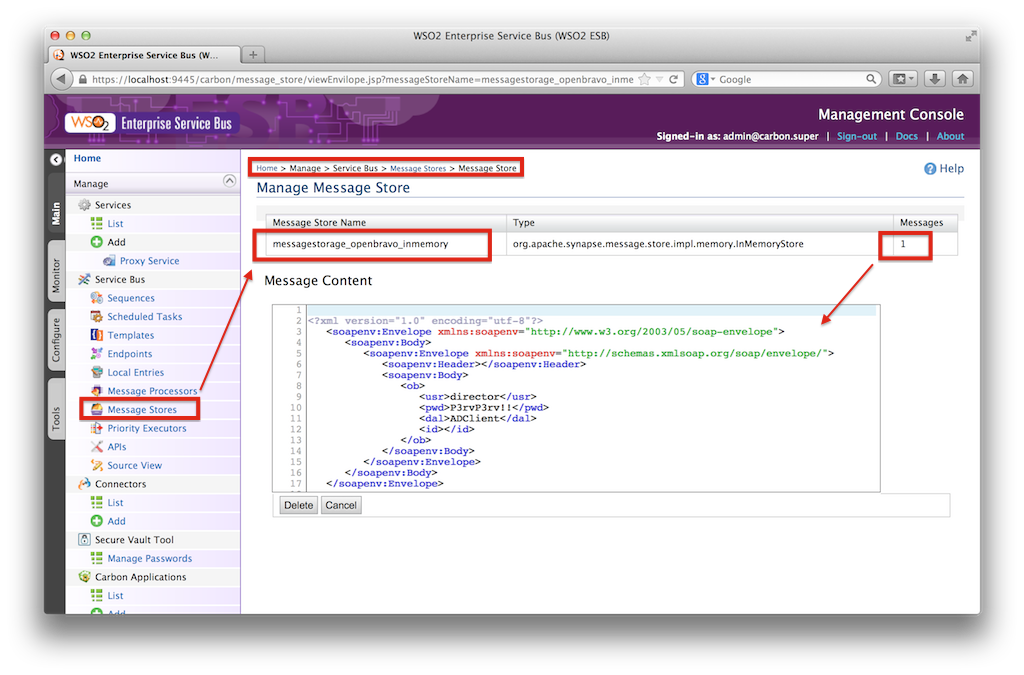 WSO2 Enterprise Service Bus (WSO2 ESB)
WSO2 Enterprise Service Bus (W...
https://localhost:9445/carbon/message_store/viewEnvilope.jsp?messageStoreName=messagestorage_openbravo_inme
Google
WSO2 Enterprise Service Bus
Management Console
Signed-in as: admin@carbon.super | Sign-out | Docs | About
Main
Monitor
Configure
Tools
Home
Manage
Services
List
Add
Proxy Service
Service Bus
Sequences
Scheduled Tasks
Templates
Endpoints
Local Entries
Message Processors
Message Stores
Priority Executors
APIs
Source View
Connectors
List
Add
Secure Vault Tool
Manage Passwords
Carbon Applications
List
Add
Home > Manage > Service Bus > Message Stores > Message Store
Help
Manage Message Store
Message Store Name Type Messages
messagestorage_openbravo_inmemory org.apache.synapse.message.store.impl.memory.InMemoryStore 1
Message Content
1
2 <?xml version="1.0" encoding="utf-8"?>
3 <soapenv:Envelope xmlns:soapenv="http://www.w3.org/2003/05/soap-envelope">
4 <soapenv:Body>
5 <soapenv:Envelope xmlns:soapenv="http://schemas.xmlsoap.org/soap/envelope/">
6 <soapenv:Header></soapenv:Header>
7 <soapenv:Body>
8 <ob>
9 <usr>director</usr>
10 <pwd>P3rvP3rv!!</pwd>
11 <dal>ADClient</dal>
12 <id></id>
13 </ob>
14 </soapenv:Body>
15 </soapenv:Envelope>
16 </soapenv:Body>
17 </soapenv:Envelope>
Delete Cancel